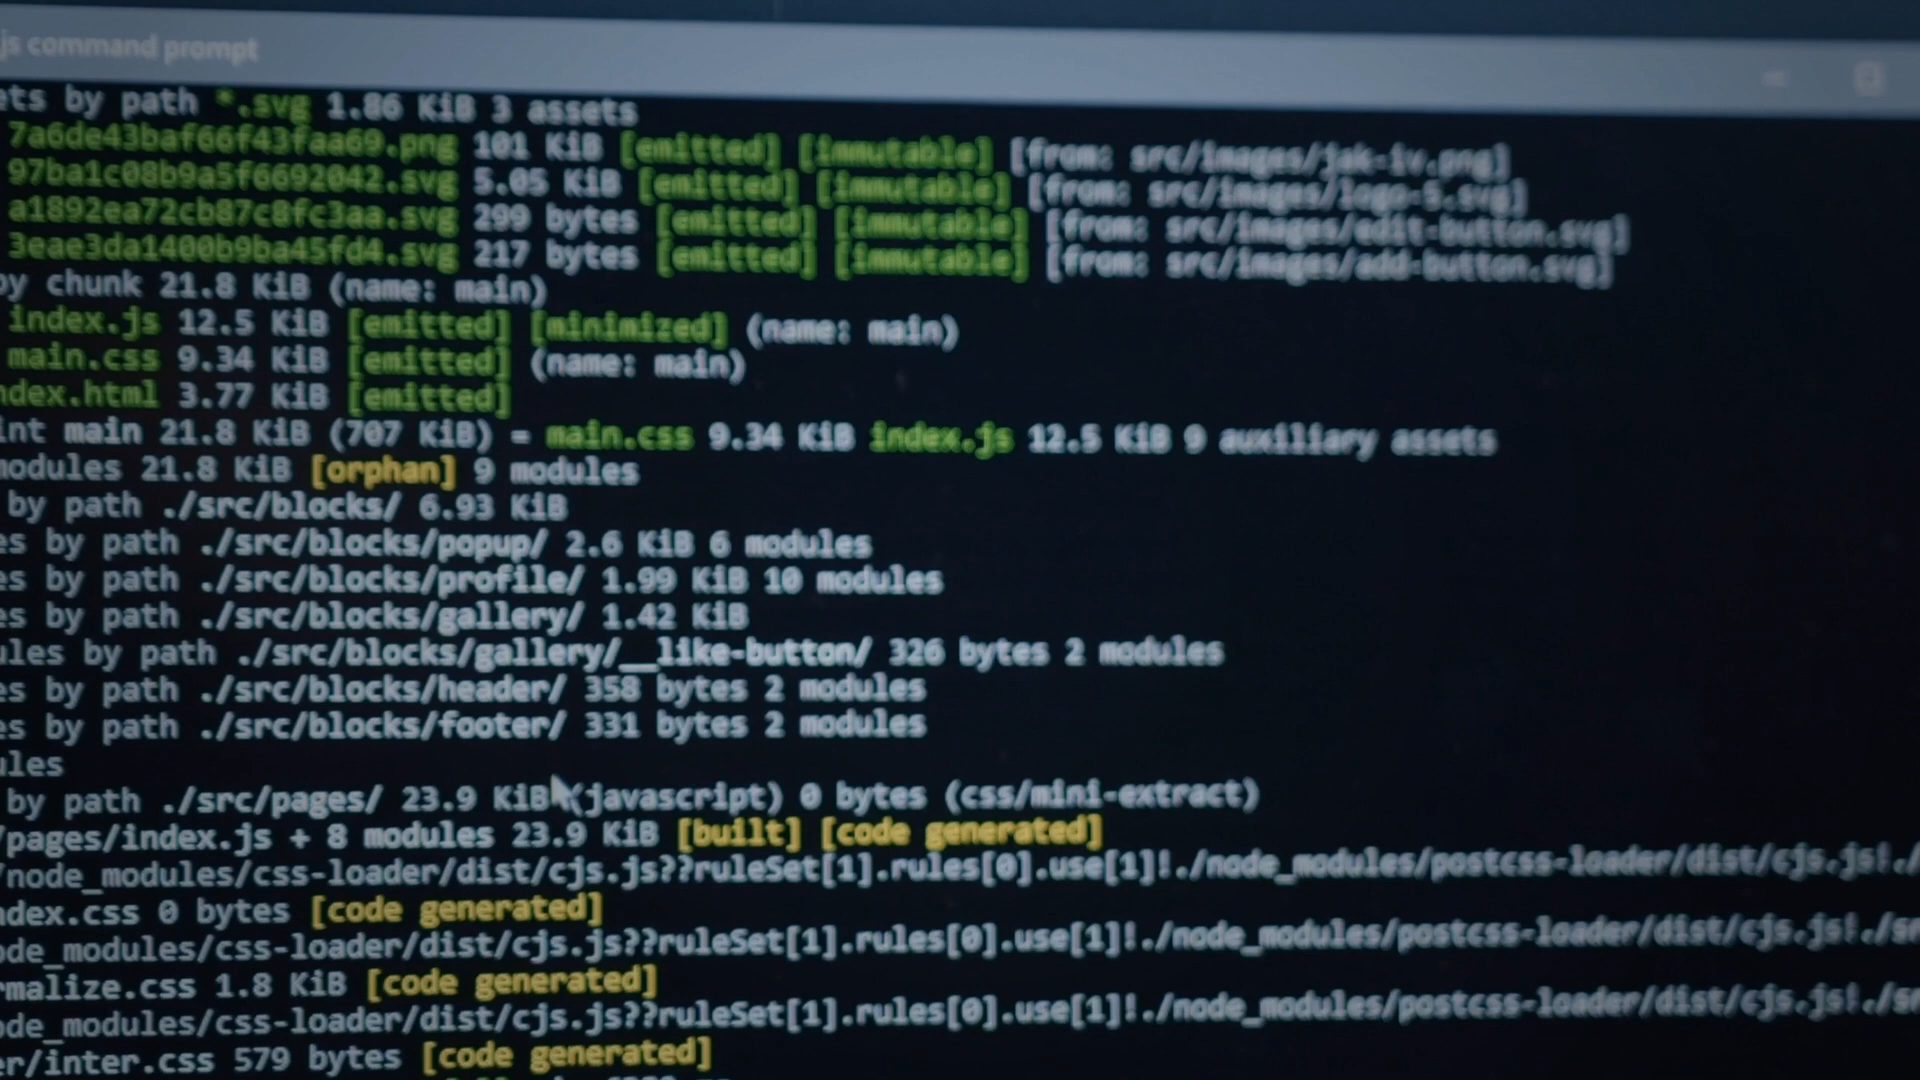 js command prompt
ets by path *.svg 1.86 KiB 3 assets
7a6de43baf66f43faa69.png 101 KiB [emitted] [immutable] [from: src/images/jak-iv.png]
97ba1c08b9a5f6692042.svg 5.05 KiB [emitted] [immutable] [from: src/images/logo-5.svg]
a1892ea72cb87c8fc3aa.svg 299 bytes [emitted] [immutable] [from: src/images/edit-button.svg]
3eae3da1400b9ba45fd4.svg 217 bytes [emitted] [immutable] [from: src/images/add-button.svg]
by chunk 21.8 KiB (name: main)
index.js 12.5 KiB [emitted] [minimized] (name: main)
main.css 9.34 KiB [emitted] (name: main)
ndex.html 3.77 KiB [emitted]
int main 21.8 KiB (707 KiB) = main.css 9.34 KiB index.js 12.5 KiB 9 auxiliary assets
modules 21.8 KiB [orphan] 9 modules
by path ./src/blocks/ 6.93 KiB
es by path ./src/blocks/popup/ 2.6 KiB 6 modules
es by path ./src/blocks/profile/ 1.99 KiB 10 modules
es by path ./src/blocks/gallery/ 1.42 KiB
ules by path ./src/blocks/gallery/__like-button/ 326 bytes 2 modules
es by path ./src/blocks/header/ 358 bytes 2 modules
es by path ./src/blocks/footer/ 331 bytes 2 modules
ules
by path ./src/pages/ 23.9 KiB (javascript) 0 bytes (css/mini-extract)
/pages/index.js + 8 modules 23.9 KiB [built] [code generated]
/node_modules/css-loader/dist/cjs.js??ruleSet[1].rules[0].use[1]!./node_modules/postcss-loader/dist/cjs.js!./
ndex.css 0 bytes [code generated]
ode_modules/css-loader/dist/cjs.js??ruleSet[1].rules[0].use[1]!./node_modules/postcss-loader/dist/cjs.js!./sr
rmalize.css 1.8 KiB [code generated]
ode_modules/css-loader/dist/cjs.js??ruleSet[1].rules[0].use[1]!./node_modules/postcss-loader/dist/cjs.js!./sr
er/inter.css 579 bytes [code generated]